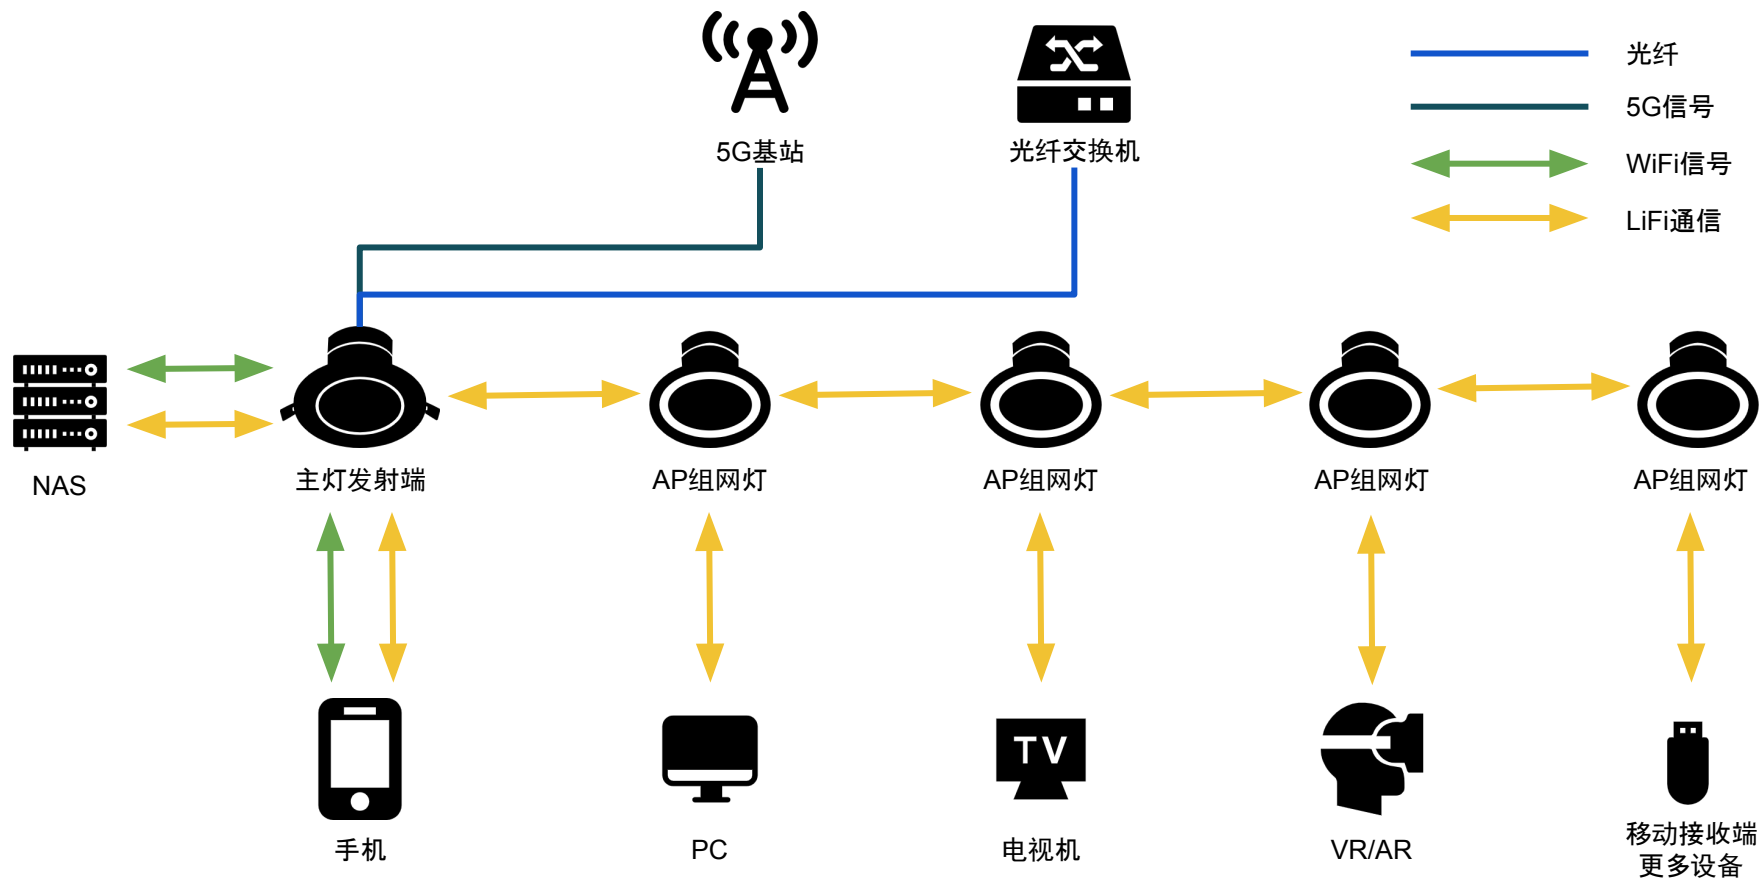 5G基站
光纤交换机
光纤
5G信号
WiFi信号
LiFi通信
NAS
主灯发射端
AP组网灯
AP组网灯
AP组网灯
AP组网灯
手机
PC
TV
电视机
VR/AR
移动接收端
更多设备